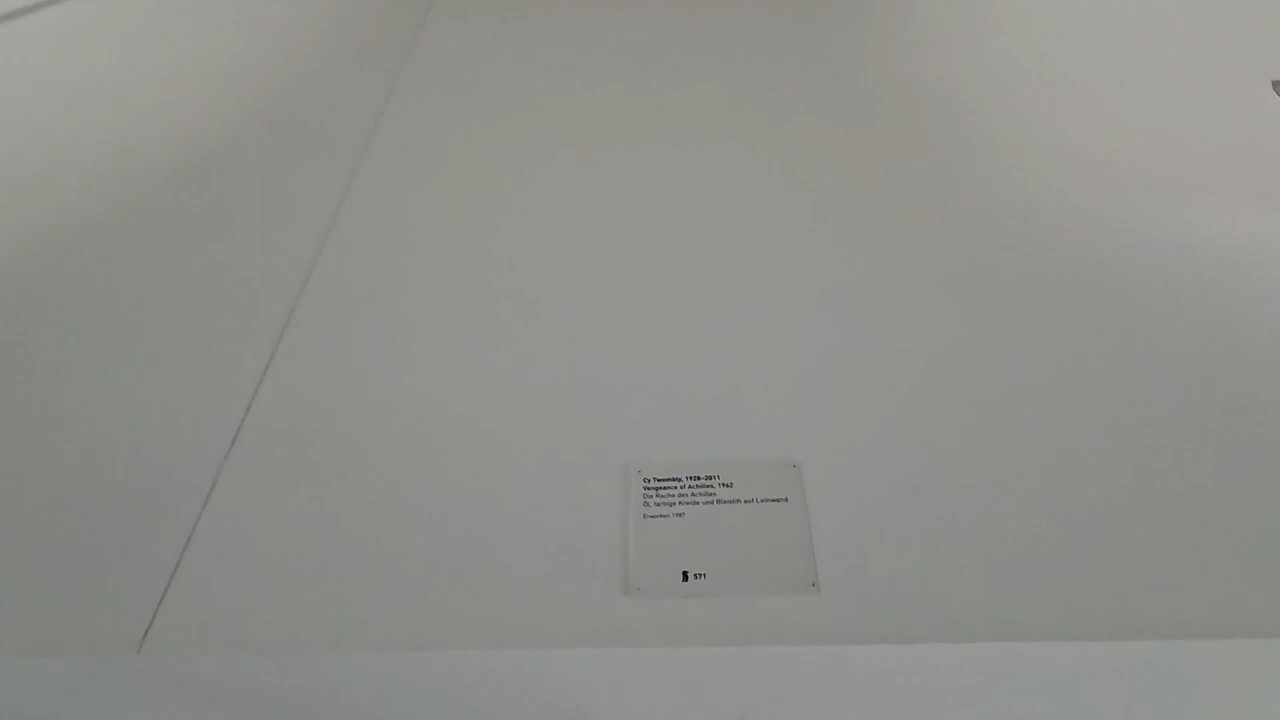 Cy Twombly, 1928–2011
Vengeance of Achilles, 1962
Die Rache des Achilles
Öl, farbige Kreide und Bleistift auf Leinwand
Erworben 1987
571